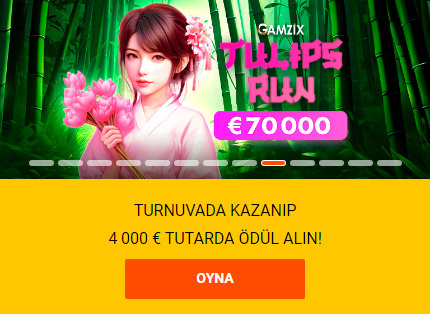 GAMZIX
TULIPS
RUN
€70 000
TURNUVADA KAZANIP
4 000 € TUTARDA ÖDÜL ALIN!
OYNA